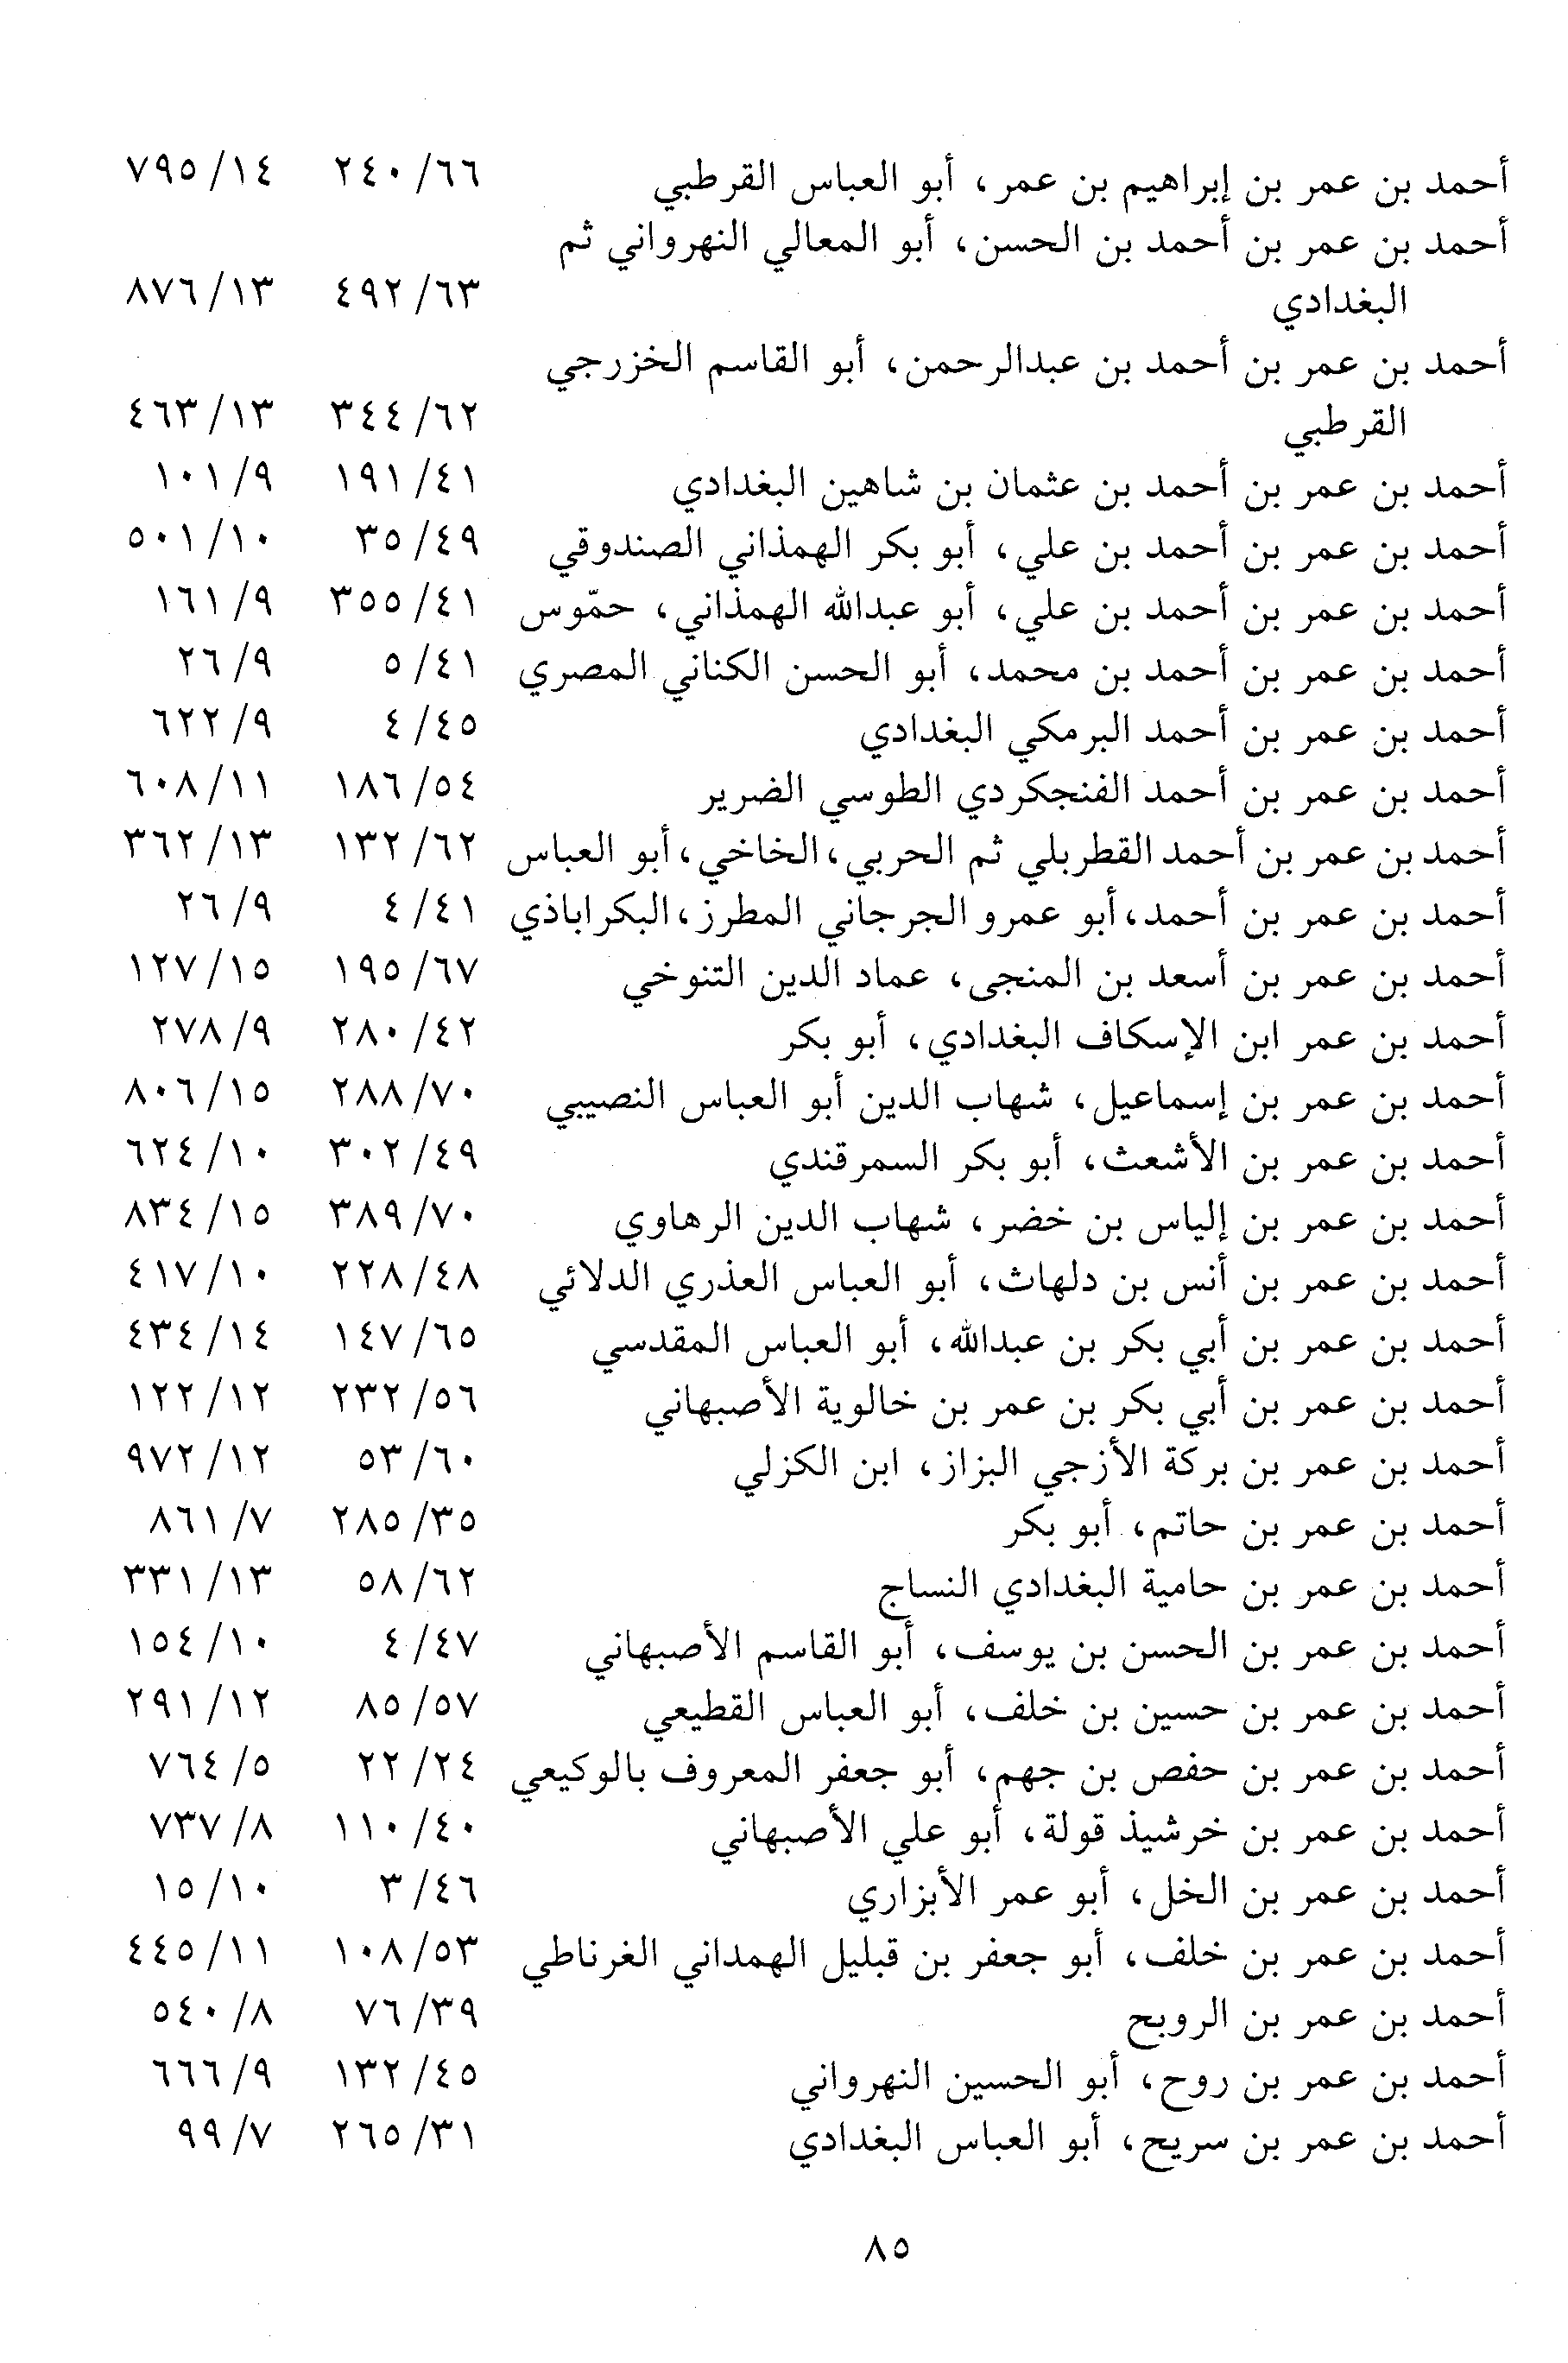 أحمد بن عمر بن إبراهيم بن عمر، أبو العباس القرطبي ٦٦/ ٢٤٠ ١٤/ ٧٩٥
أحمد بن عمر بن أحمد بن الحسن، أبو المعالي النهرواني ثم
البغدادي ٦٣/ ٤٩٢ ١٣/ ٨٧٦
أحمد بن عمر بن أحمد بن عبدالرحمن، أبو القاسم الخزرجي
القرطبي ٦٢/ ٣٤٤ ١٣/ ٤٦٣
أحمد بن عمر بن أحمد بن عثمان بن شاهين البغدادي ٤١/ ١٩١ ٩/ ١٠١
أحمد بن عمر بن أحمد بن علي، أبو بكر الهمذاني الصندوقي ٤٩/ ٣٥ ١٠/ ٥٠١
أحمد بن عمر بن أحمد بن علي، أبو عبدالله الهمذاني، حمّوس ٤١/ ٣٥٥ ٩/ ١٦١
أحمد بن عمر بن أحمد بن محمد، أبو الحسن الكناني المصري ٤١/ ٥ ٩/ ٢٦
أحمد بن عمر بن أحمد البرمكي البغدادي ٤٥/ ٤ ٩/ ٦٢٢
أحمد بن عمر بن أحمد الفنجكردي الطوسي الضرير ٥٤/ ١٨٦ ١١/ ٦٠٨
أحمد بن عمر بن أحمد القطربلي ثم الحربي، الخاخي، أبو العباس ٦٢/ ١٣٢ ١٣/ ٣٦٢
أحمد بن عمر بن أحمد، أبو عمرو الجرجاني المطرز، البكراباذي ٤١/ ٤ ٩/ ٢٦
أحمد بن عمر بن أسعد بن المنجى، عماد الدين التنوخي ٦٧/ ١٩٥ ١٥/ ١٢٧
أحمد بن عمر ابن الإسكاف البغدادي، أبو بكر ٤٢/ ٢٨٠ ٩/ ٢٧٨
أحمد بن عمر بن إسماعيل، شهاب الدين أبو العباس النصيبي ٧٠/ ٢٨٨ ١٥/ ٨٠٦
أحمد بن عمر بن الأشعث، أبو بكر السمرقندي ٤٩/ ٣٠٢ ١٠/ ٦٢٤
أحمد بن عمر بن إلياس بن خضر، شهاب الدين الرهاوي ٧٠/ ٣٨٩ ١٥/ ٨٣٤
أحمد بن عمر بن أنس بن دلهاث، أبو العباس العذري الدلائي ٤٨/ ٢٢٨ ١٠/ ٤١٧
أحمد بن عمر بن أبي بكر بن عبدالله، أبو العباس المقدسي ٦٥/ ١٤٧ ١٤/ ٤٣٤
أحمد بن عمر بن أبي بكر بن عمر بن خالوية الأصبهاني ٥٦/ ٢٣٢ ١٢/ ١٢٢
أحمد بن عمر بن بركة الأزجي البزاز، ابن الكزلي ٦٠/ ٥٣ ١٢/ ٩٧٢
أحمد بن عمر بن حاتم، أبو بكر ٣٥/ ٢٨٥ ٧/ ٨٦١
أحمد بن عمر بن حامية البغدادي النساج ٦٢/ ٥٨ ١٣/ ٣٣١
أحمد بن عمر بن الحسن بن يوسف، أبو القاسم الأصبهاني ٤٧/ ٤ ١٠/ ١٥٤
أحمد بن عمر بن حسين بن خلف، أبو العباس القطيعي ٥٧/ ٨٥ ١٢/ ٢٩١
أحمد بن عمر بن حفص بن جهم، أبو جعفر المعروف بالوكيعي ٢٤/ ٢٢ ٥/ ٧٦٤
أحمد بن عمر بن خرشيذ قولة، أبو علي الأصبهاني ٤٠/ ١١٠ ٨/ ٧٣٧
أحمد بن عمر بن الخل، أبو عمر الأبزاري ٤٦/ ٣ ١٠/ ١٥
أحمد بن عمر بن خلف، أبو جعفر بن قبليل الهمداني الغرناطي ٥٣/ ١٠٨ ١١/ ٤٤٥
أحمد بن عمر بن الرويح ٣٩/ ٧٦ ٨/ ٥٤٠
أحمد بن عمر بن روح، أبو الحسين النهرواني ٤٥/ ١٣٢ ٩/ ٦٦٦
أحمد بن عمر بن سريح، أبو العباس البغدادي ٣١/ ٢٦٥ ٧/ ٩٩
٨٥